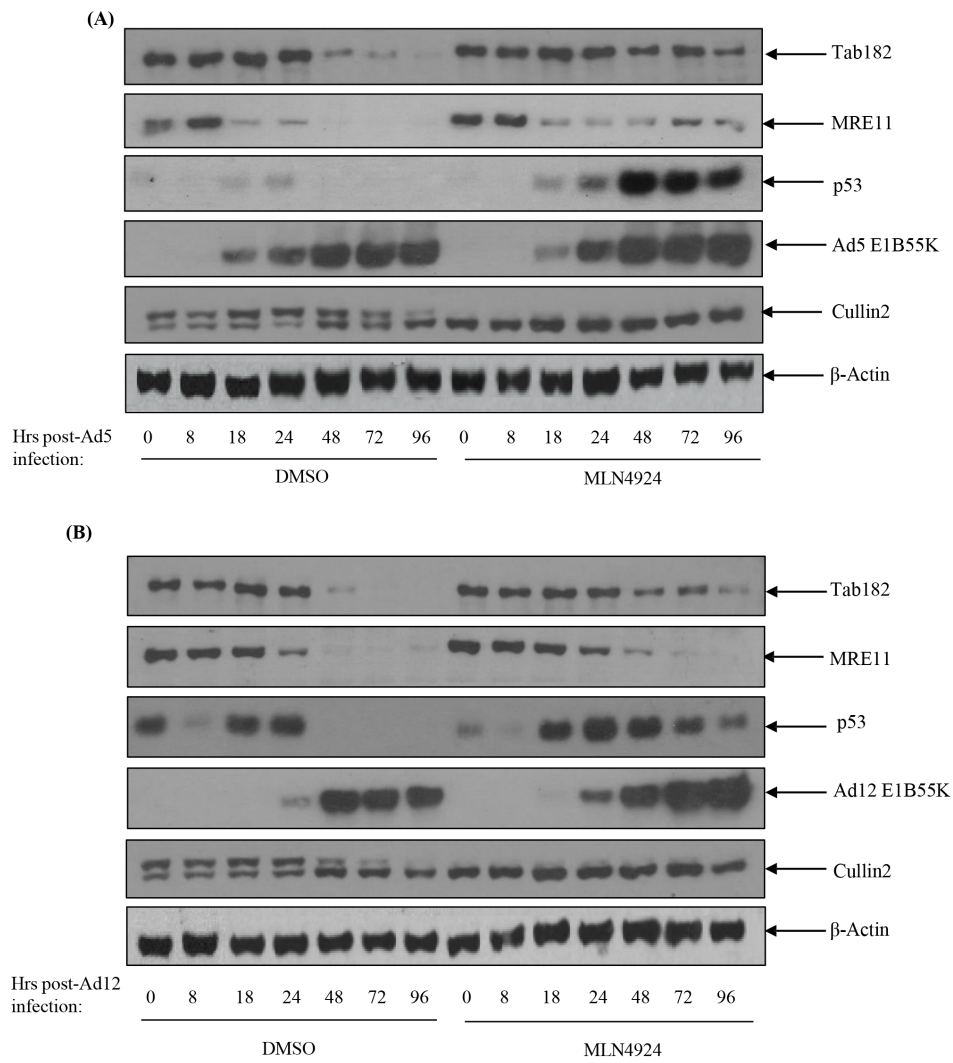 (A)
Tab182
MRE11
p53
Ad5 E1B55K
Cullin2
β-Actin
Hrs post-Ad5 infection:
0 8 18 24 48 72 96 0 8 18 24 48 72 96
DMSO MLN4924
(B)
Tab182
MRE11
p53
Ad12 E1B55K
Cullin2
β-Actin
Hrs post-Ad12 infection:
0 8 18 24 48 72 96 0 8 18 24 48 72 96
DMSO MLN4924